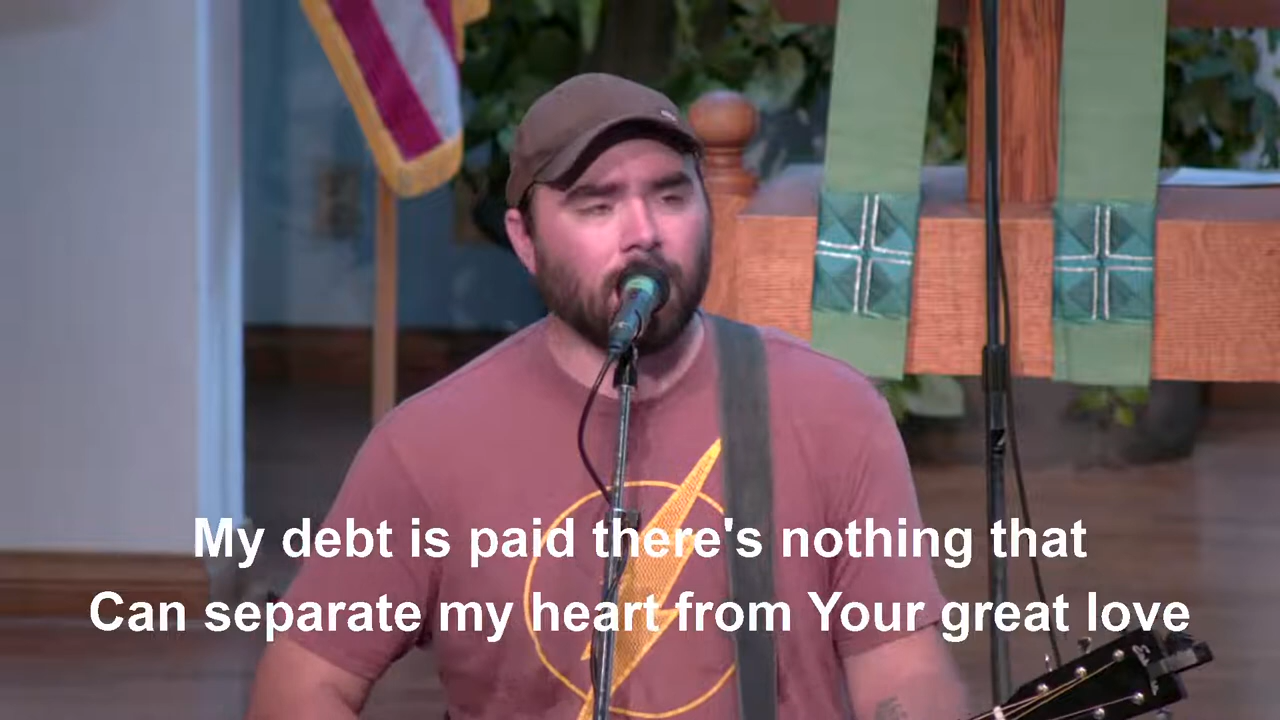 My debt is paid there's nothing that
Can separate my heart from Your great love